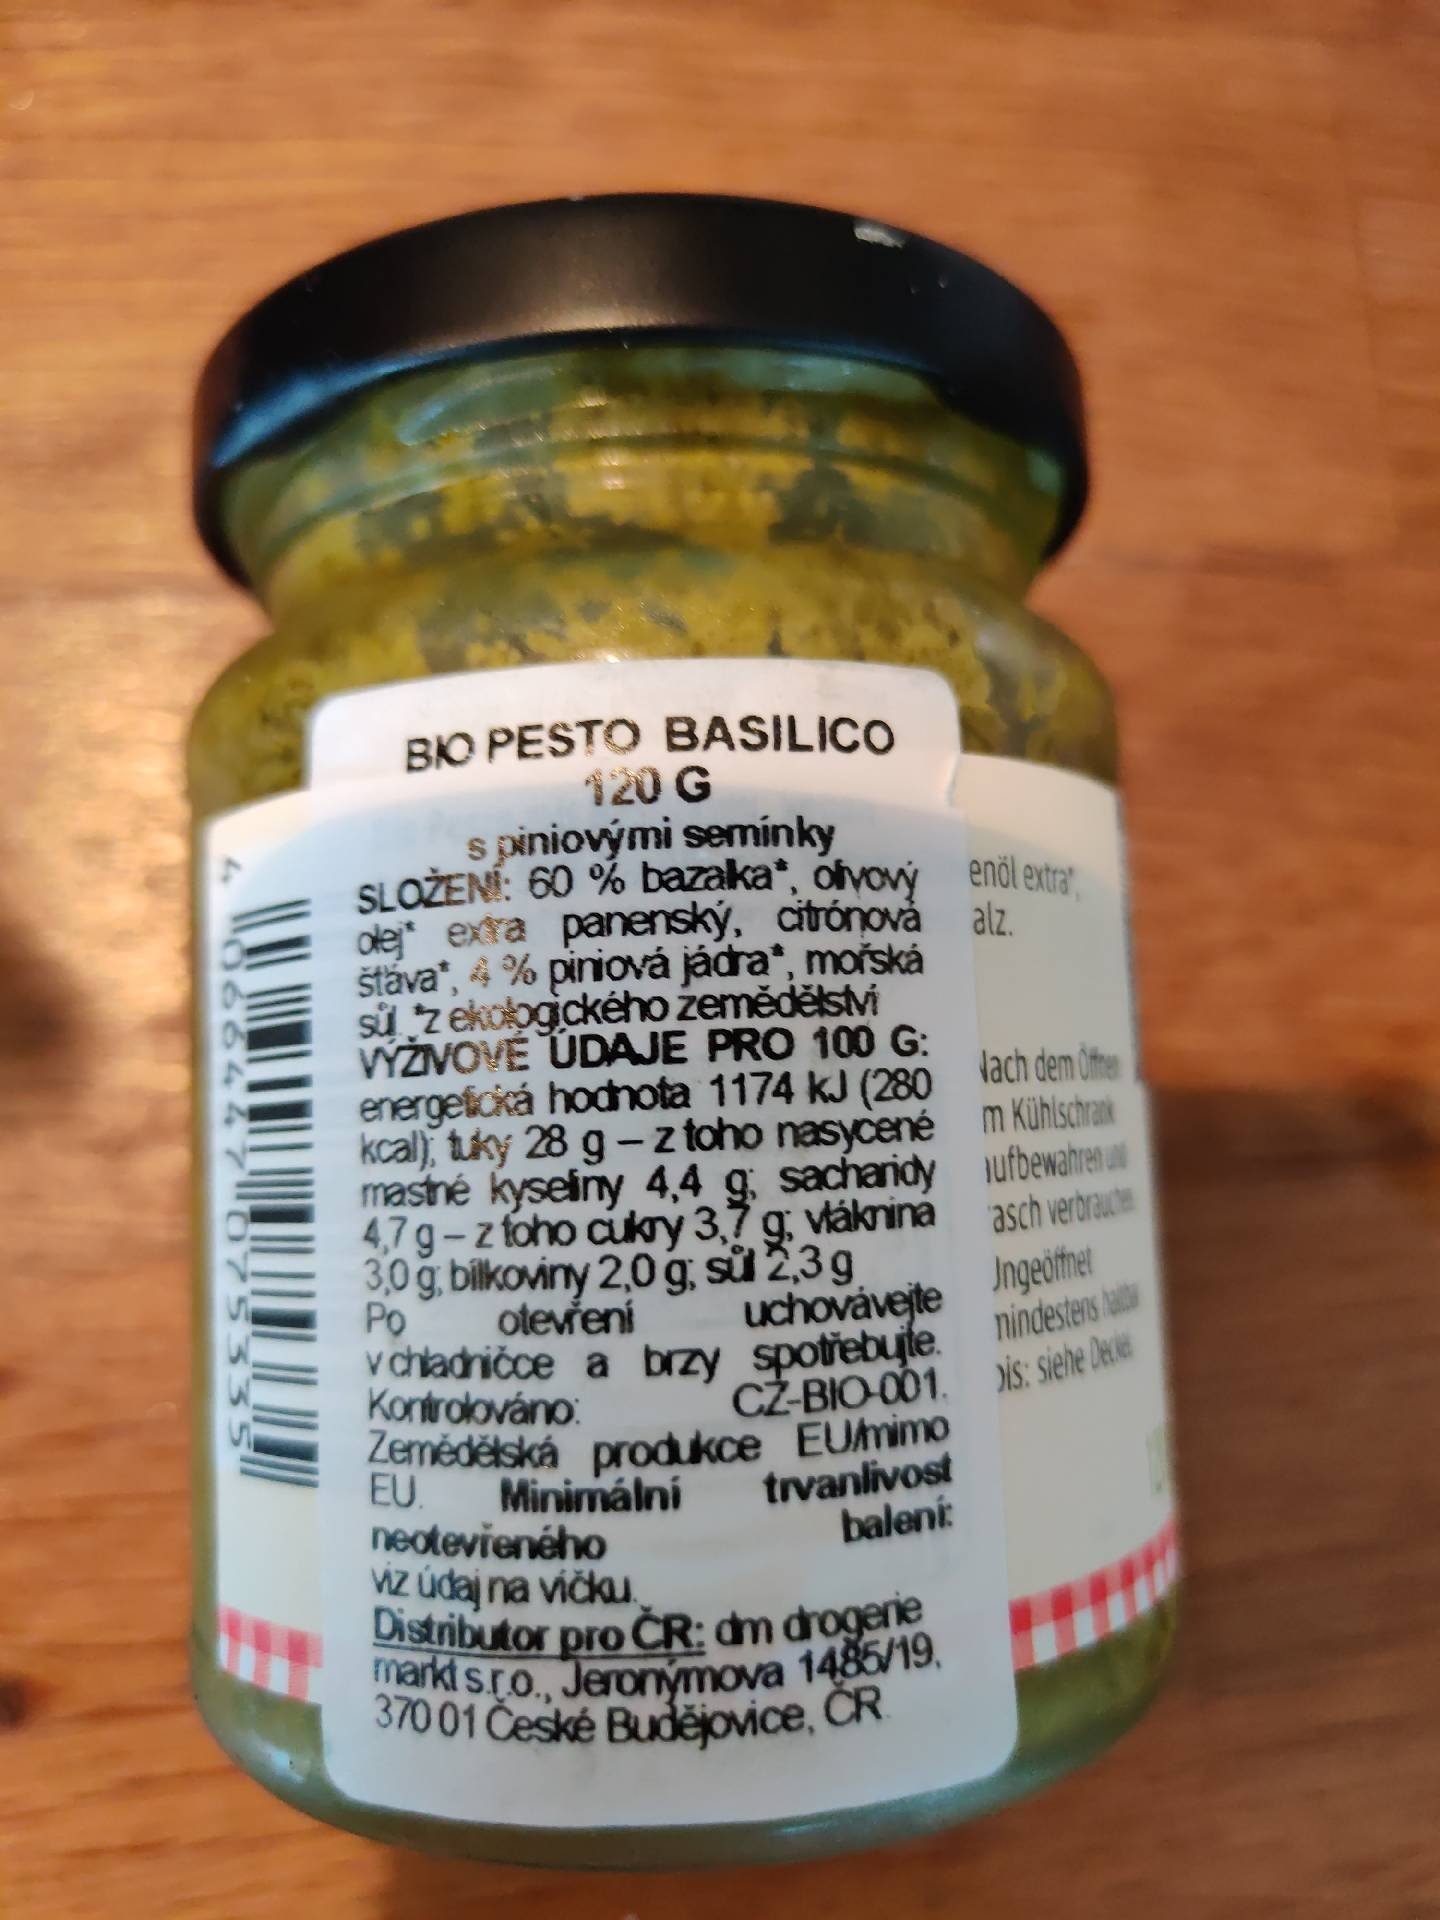 BIO PESTO BASILICO
120 G
s piniovými semínky
SLOŽENÍ: 60 % bazalka*, olivový
olej* extra panenský, citrónová
šťáva*, 4 % piniová jádra*, mořská
sůl *z ekologického zemědělství
VÝŽIVOVÉ ÚDAJE PRO 100 G:
energetická hodnota 1174 kJ (280
kcal); tuky 28 g – z toho nasycené
mastné kyseliny 4,4 g; sacharidy
4,7 g – z toho cukry 3,7 g; vláknina
3,0 g; bílkoviny 2,0 g; sůl 2,3 g
Po otevření uchovávejte
v chladničce a brzy spotřebujte.
Kontrolováno: CZ-BIO-001.
Zemědělská produkce EU/mimo
EU. Minimální trvanlivost
neotevřeného balení:
viz údaj na víčku.
Distributor pro ČR: dm drogerie
markt s.r.o., Jeronýmova 1485/19,
370 01 České Budějovice, ČR
4 066447 075335
enöl extra*,
alz.
Nach dem Öffnen
m Kühlschrank
aufbewahren und
rasch verbrauchen
Ungeöffnet
mindestens haltbar
bis: siehe Deckel